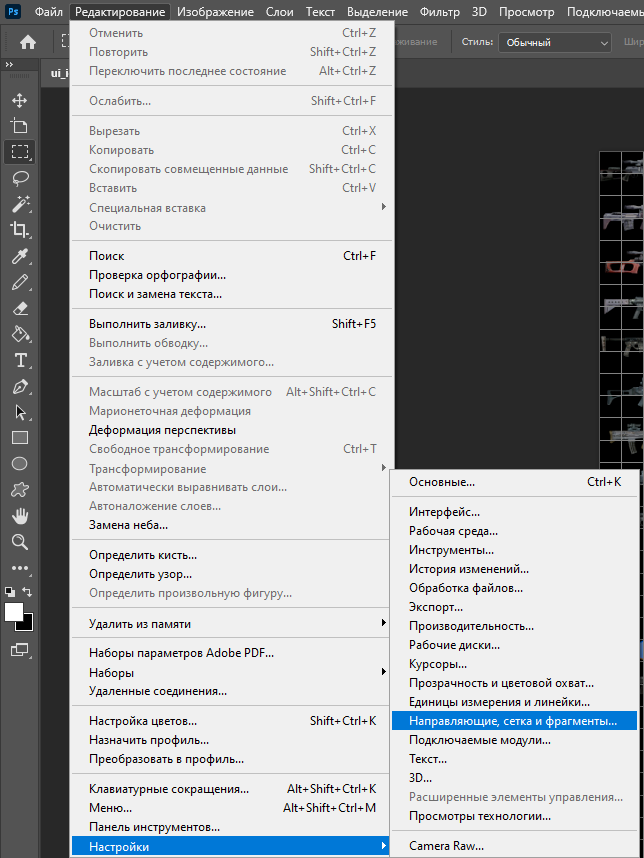 Ps Файл Редактирование Изображение Слои Текст Выделение Фильтр 3D Просмотр
Стиль: Обычный
Отменить Ctrl+Z
Повторить Shift+Ctrl+Z
Переключить последнее состояние Alt+Ctrl+Z
Ослабить... Shift+Ctrl+F
Вырезать Ctrl+X
Копировать Ctrl+C
Скопировать совмещенные данные Shift+Ctrl+C
Вставить Ctrl+V
Специальная вставка
Очистить
Поиск Ctrl+F
Проверка орфографии...
Поиск и замена текста...
Выполнить заливку... Shift+F5
Выполнить обводку...
Заливка с учетом содержимого...
Масштаб с учетом содержимого Alt+Shift+Ctrl+C
Марионеточная деформация
Деформация перспективы
Свободное трансформирование Ctrl+T
Трансформирование
Автоматически выравнивать слои...
Автоналожение слоев...
Замена неба...
Определить кисть...
Определить узор...
Определить произвольную фигуру...
Удалить из памяти
Наборы параметров Adobe PDF...
Наборы
Удаленные соединения...
Настройка цветов... Shift+Ctrl+K
Назначить профиль...
Преобразовать в профиль...
Клавиатурные сокращения... Alt+Shift+Ctrl+K
Меню... Alt+Shift+Ctrl+M
Панель инструментов...
Настройки
Основные... Ctrl+K
Интерфейс...
Рабочая среда...
Инструменты...
История изменений...
Обработка файлов...
Экспорт...
Производительность...
Рабочие диски...
Курсоры...
Прозрачность и цветовой охват...
Единицы измерения и линейки...
Направляющие, сетка и фрагменты...
Подключаемые модули...
Текст...
3D...
Расширенные элементы управления...
Просмотры технологии...
Camera Raw...